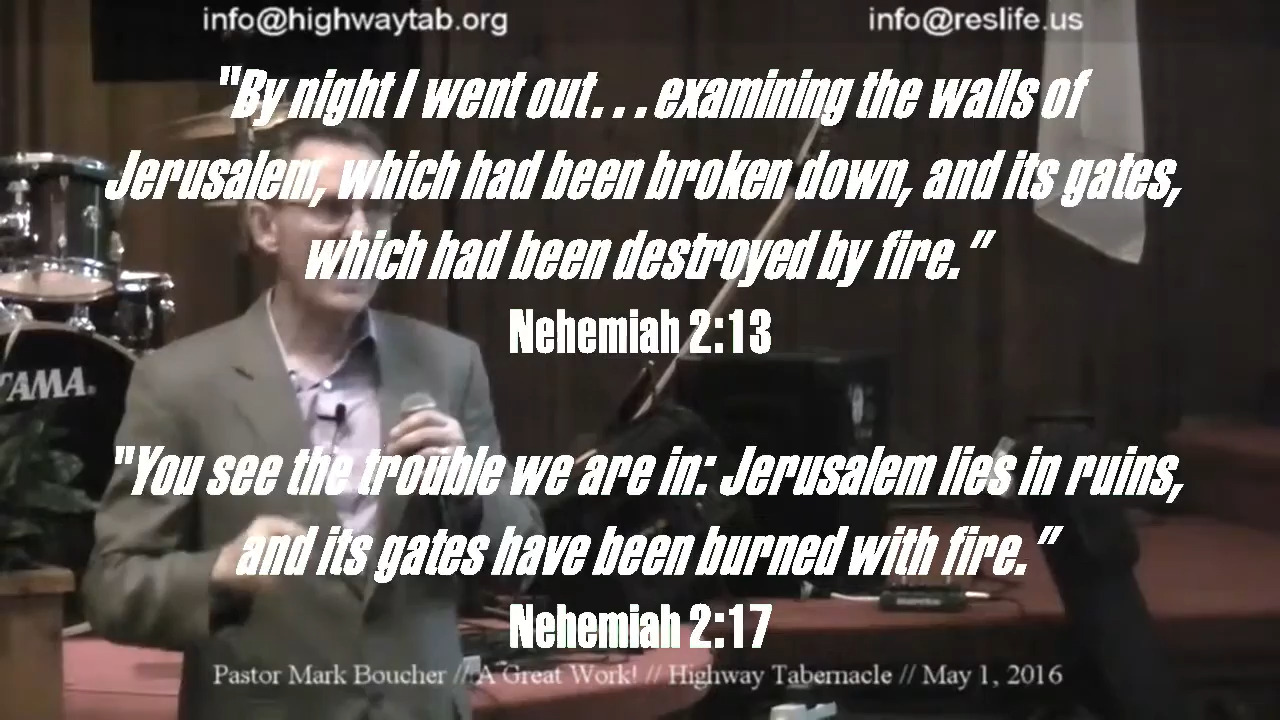 info@highwaytab.org
info@reslife.us
"By night I went out. . . examining the walls of
Jerusalem, which had been broken down, and its gates,
which had been destroyed by fire.”
Nehemiah 2:13
"You see the trouble we are in: Jerusalem lies in ruins,
and its gates have been burned with fire.”
Nehemiah 2:17
TAMA®
Pastor Mark Boucher // A Great Work! // Highway Tabernacle // May 1, 2016